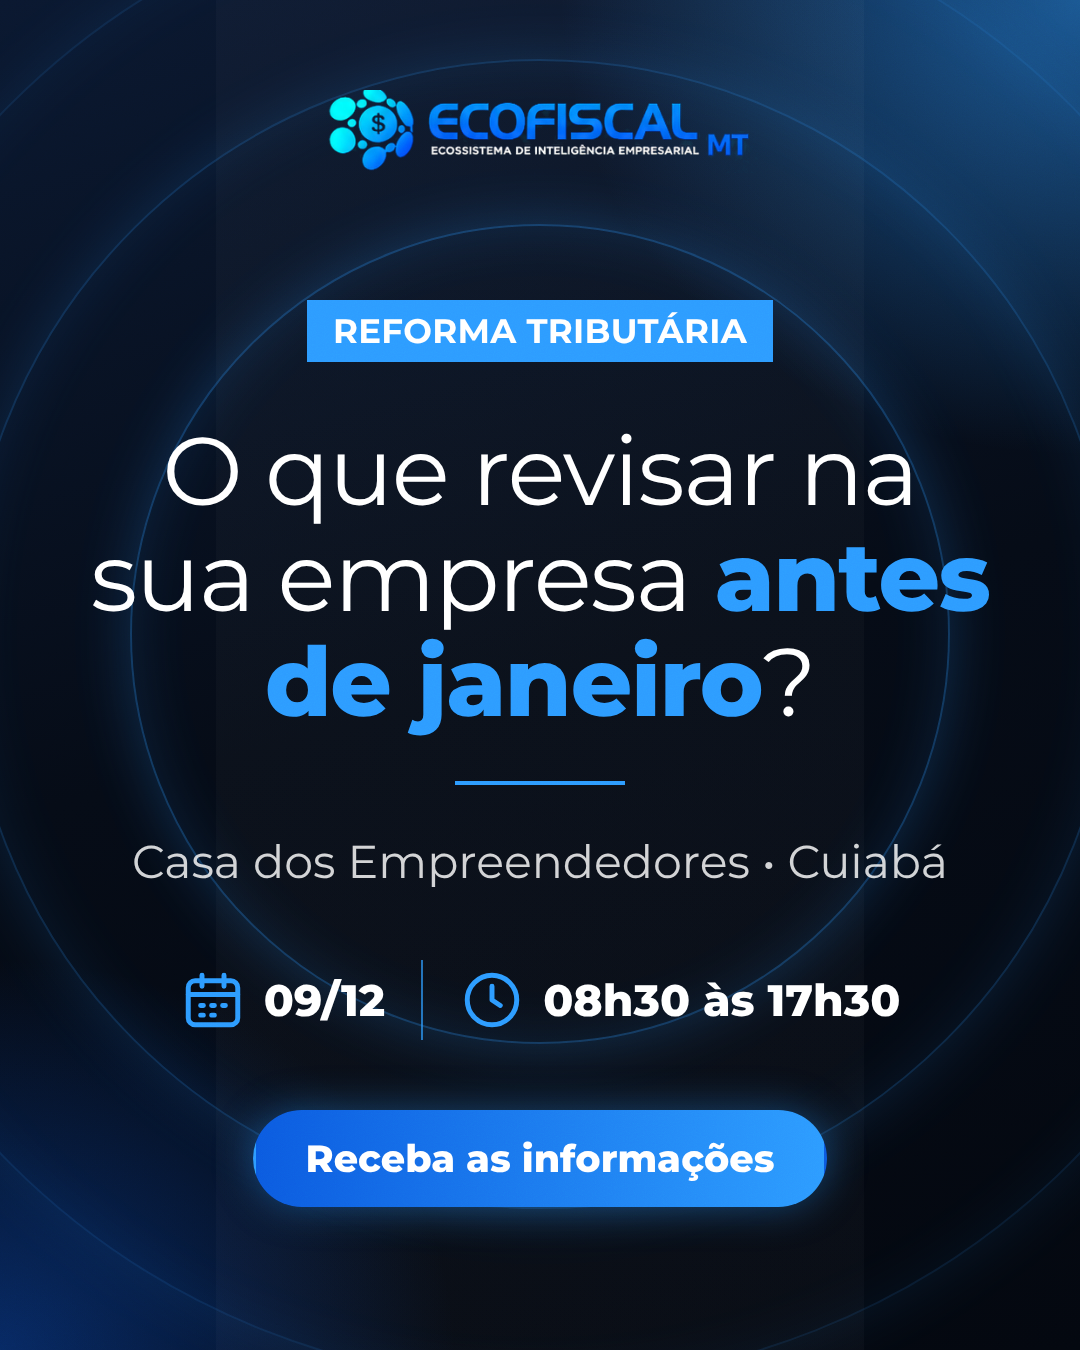 ECOFISCAL MT
ECOSSISTEMA DE INTELIGÊNCIA EMPRESARIAL
REFORMA TRIBUTÁRIA
O que revisar na
sua empresa antes
de janeiro?
Casa dos Empreendedores • Cuiabá
09/12
08h30 às 17h30
Receba as informações